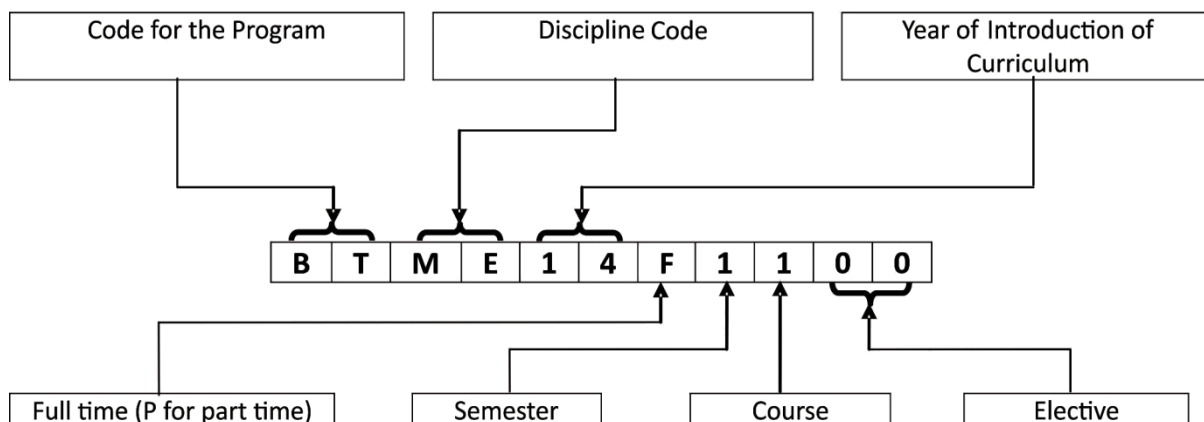 Code for the Program
Discipline Code
Year of Introduction of
Curriculum
B T M E 1 4 F 1 1 0 0
Full time (P for part time)
Semester
Course
Elective